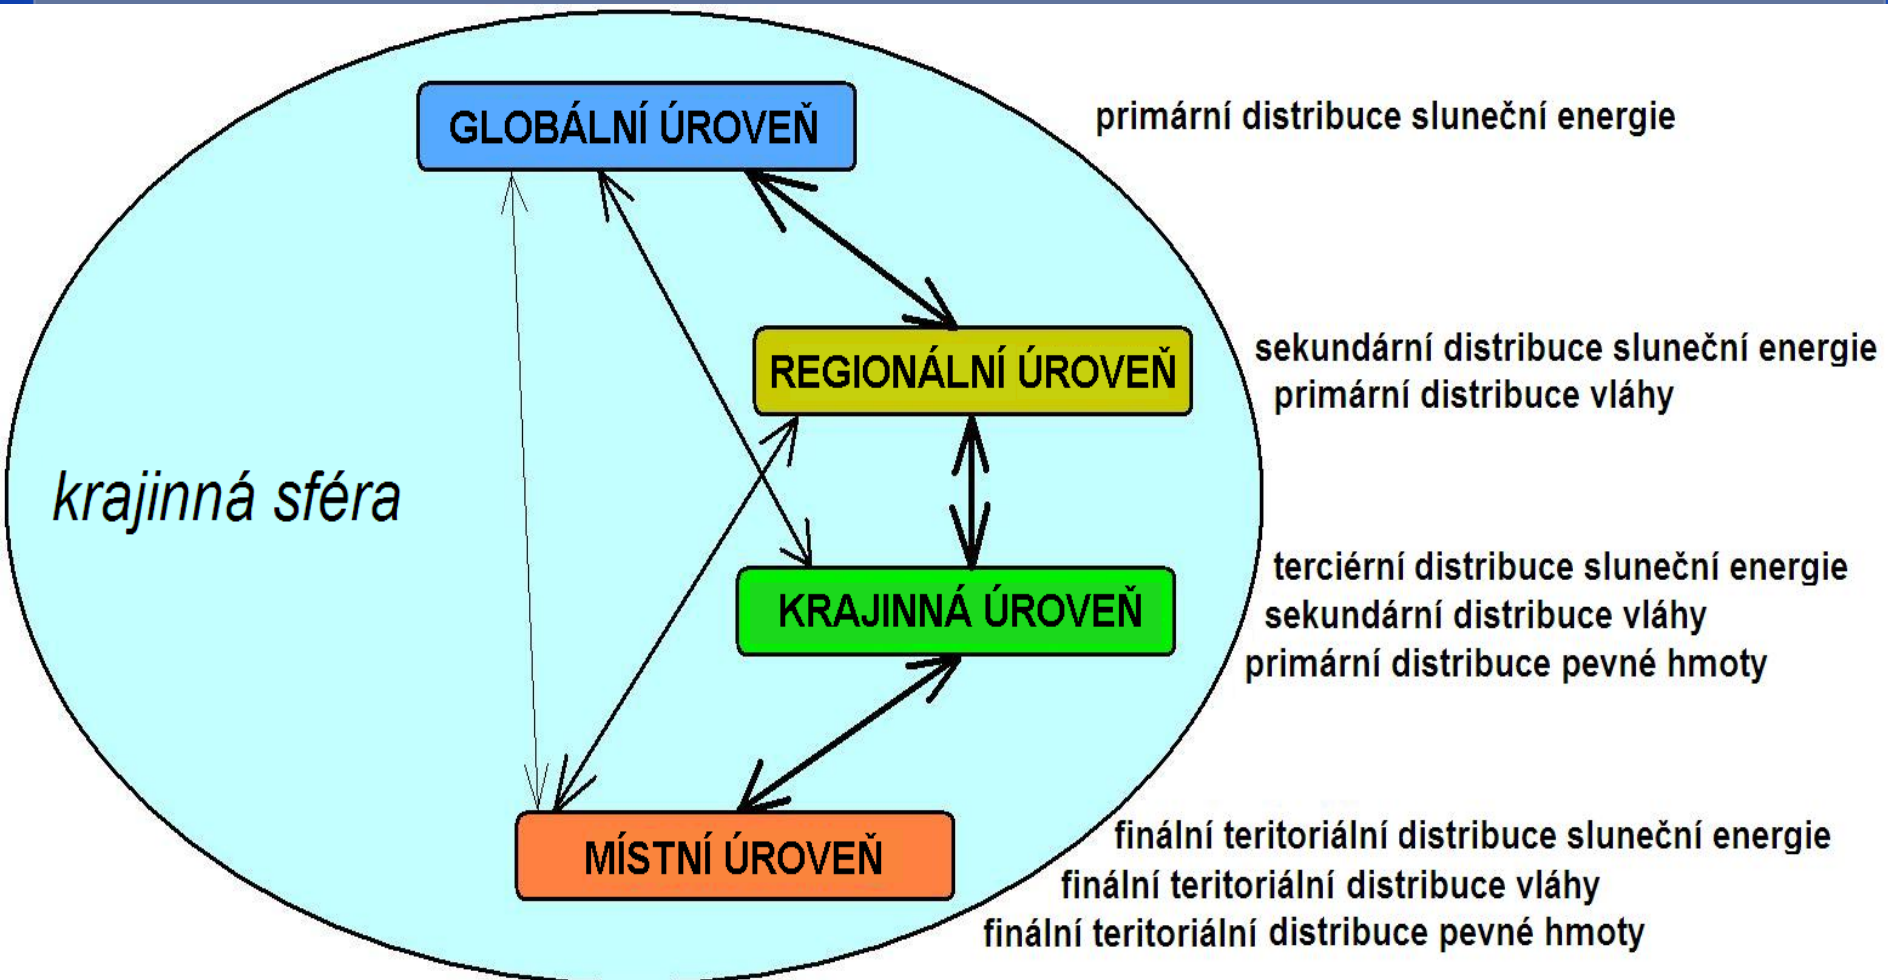 GLOBÁLNÍ ÚROVEŇ
primární distribuce sluneční energie
REGIONÁLNÍ ÚROVEŇ
sekundární distribuce sluneční energie
primární distribuce vláhy
krajinná sféra
KRAJINNÁ ÚROVEŇ
terciérní distribuce sluneční energie
sekundární distribuce vláhy
primární distribuce pevné hmoty
MÍSTNÍ ÚROVEŇ
finální teritoriální distribuce sluneční energie
finální teritoriální distribuce vláhy
finální teritoriální distribuce pevné hmoty